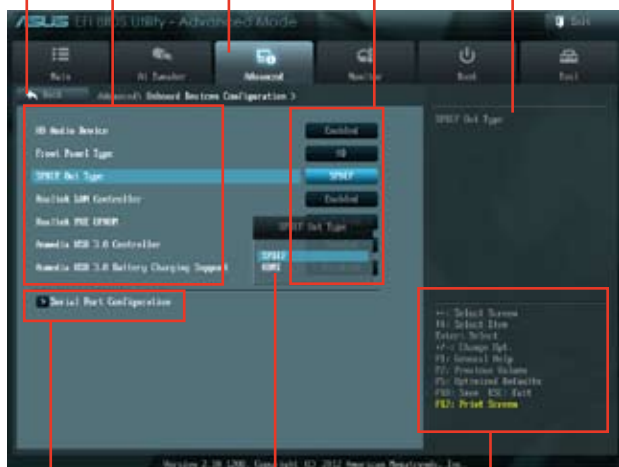 ASUS EFI BIOS Utility - Advanced Mode
Exit
Main
Ai Tweaker
Advanced
Monitor
Boot
Tool
Back
Advanced\ Onboard Devices Configuration >
HD Audio Device
Enabled
Front Panel Type
HD
SPDIF Out Type
SPDIF
Realtek LAN Controller
Enabled
Realtek PXE OPROM
Asmedia USB 3.0 Controller
Asmedia USB 3.0 Battery Charging Support
SPDIF Out Type
SPDIF
HDMI
> Serial Port Configuration
SPDIF Out Type
→←: Select Screen
↑↓: Select Item
Enter: Select
+/-: Change Opt.
F1: General Help
F2: Previous Values
F5: Optimized Defaults
F10: Save ESC: Exit
F12: Print Screen
Version 2.10.1208. Copyright (C) 2012 American Megatrends, Inc.